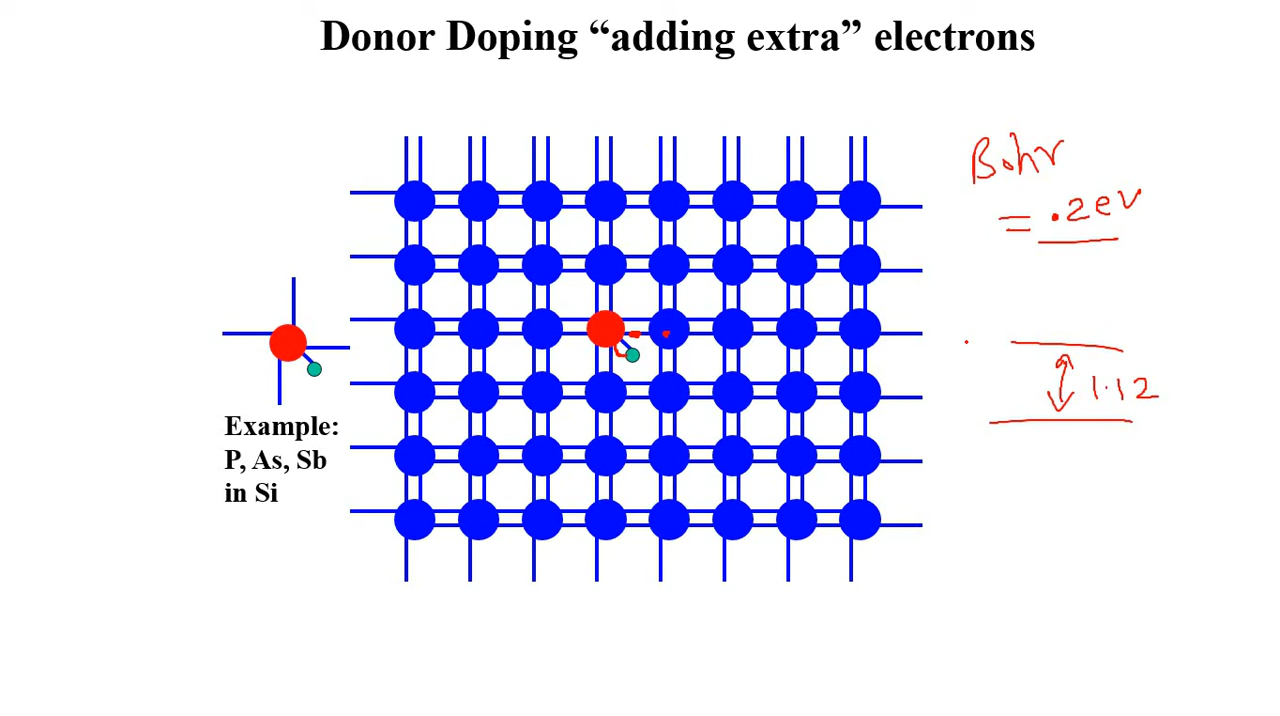 Donor Doping “adding extra” electrons
Bohr
= .2eV
1.12
Example:
P, As, Sb
in Si